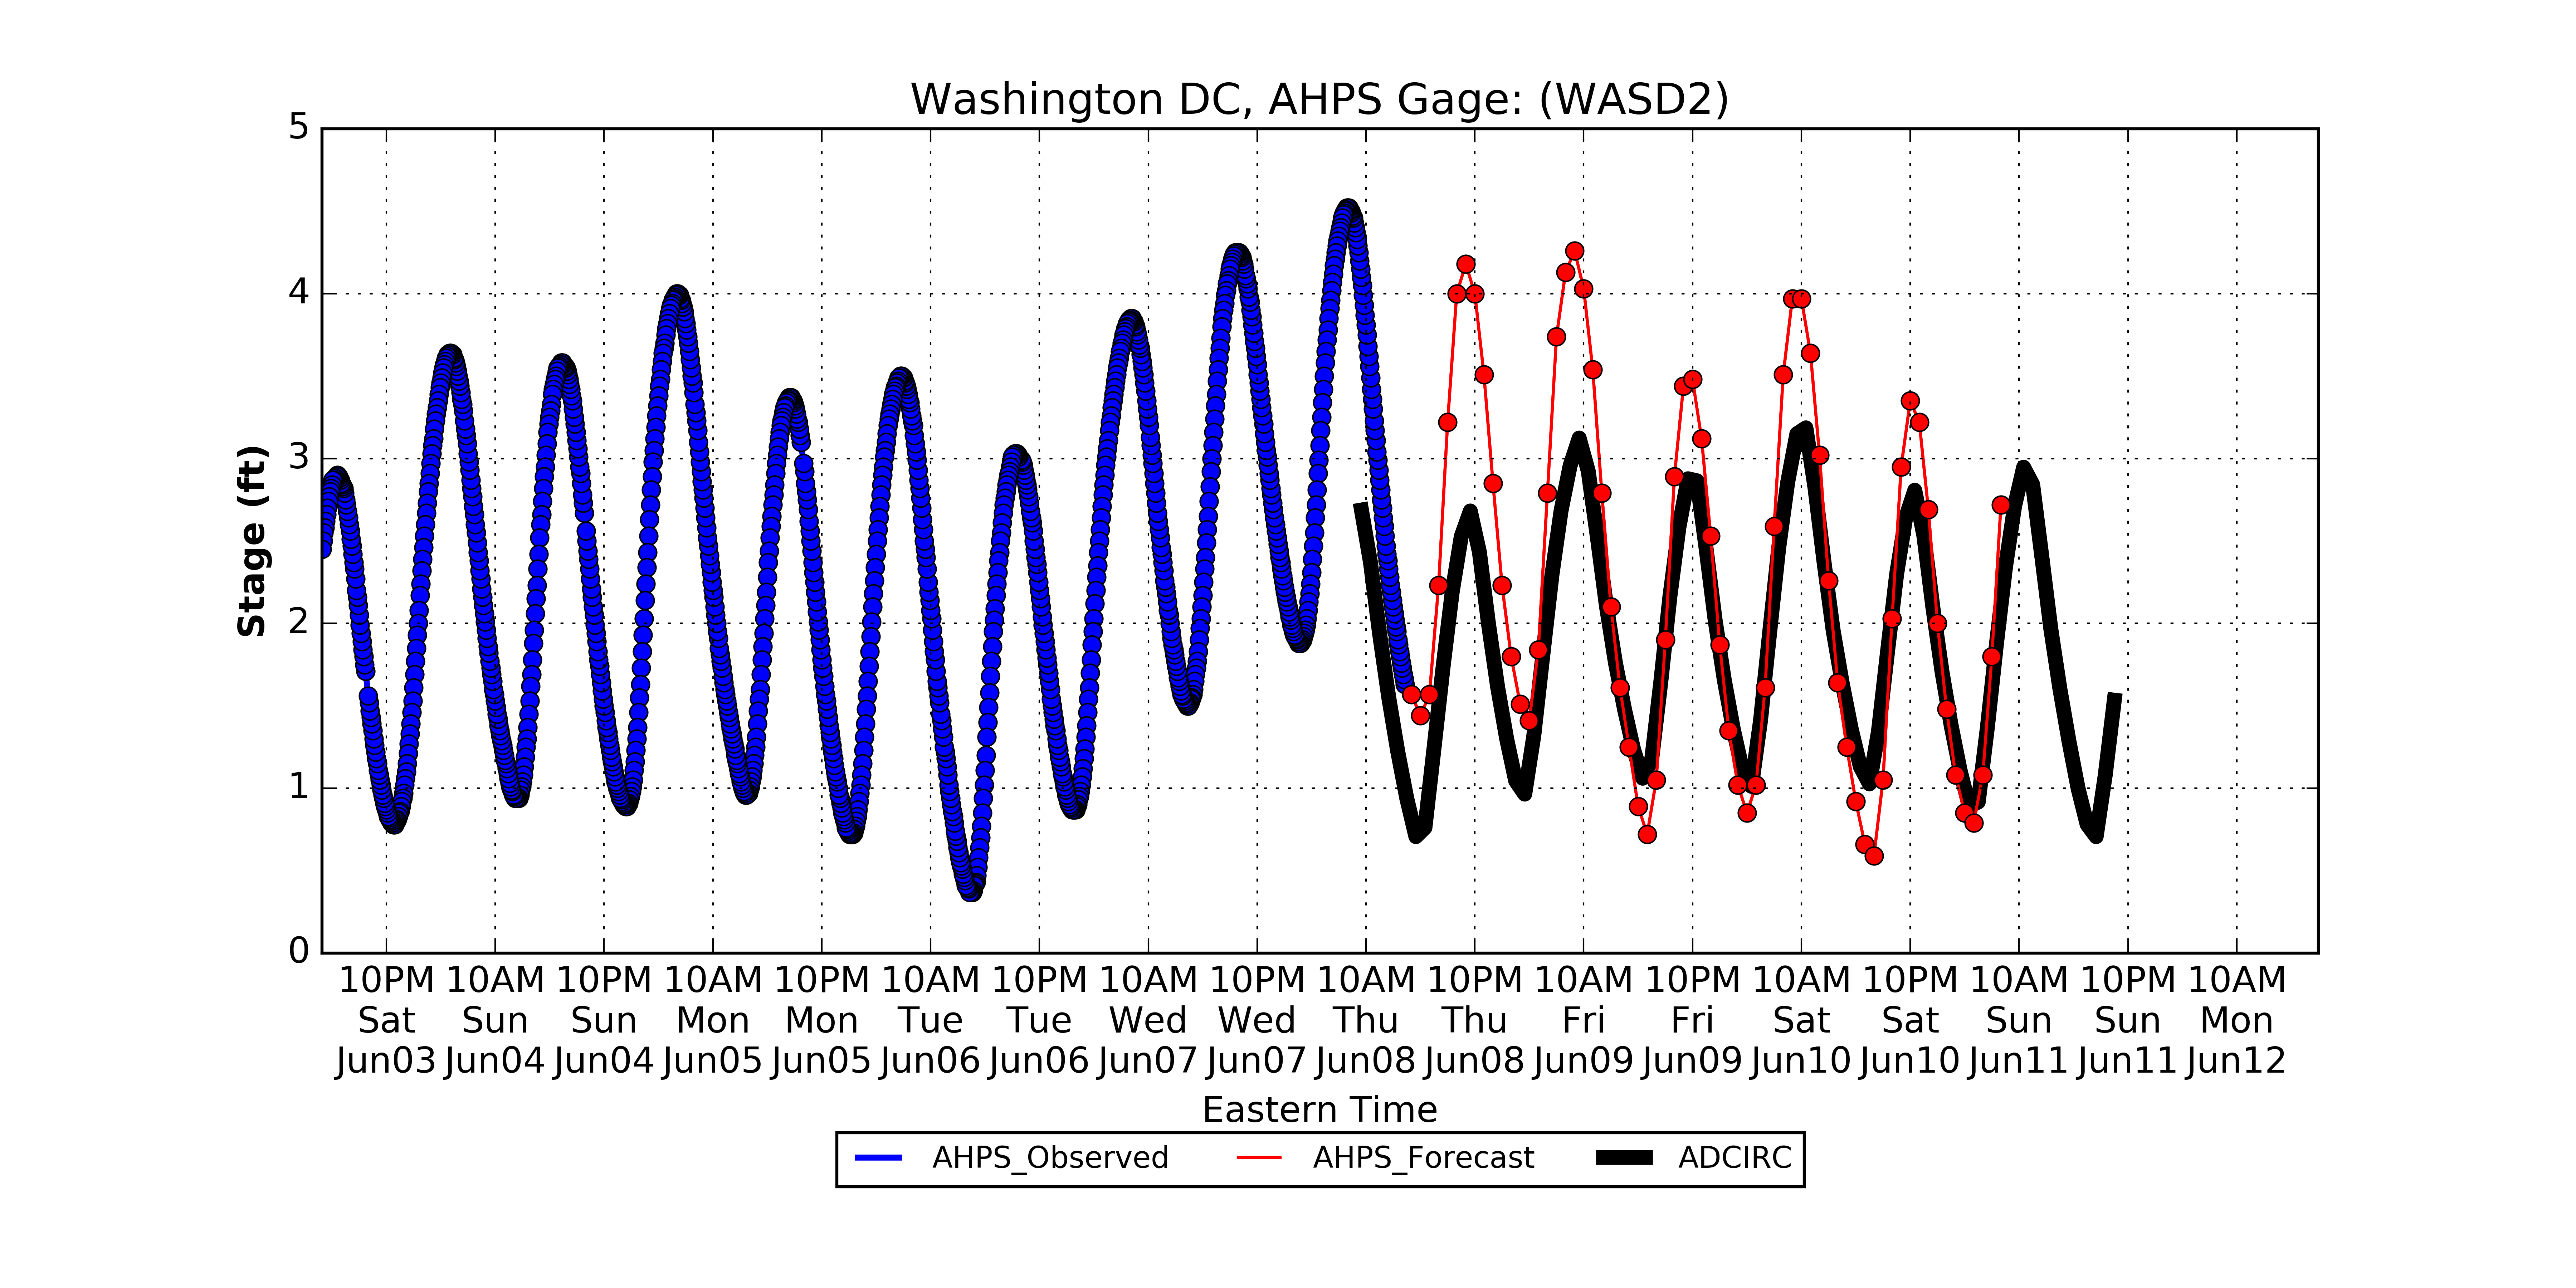 Washington DC, AHPS Gage: (WASD2)
5
4
3
2
1
0
Stage (ft)
10PM 10AM 10PM 10AM 10PM 10AM 10PM 10AM 10PM 10AM 10PM 10AM 10PM 10AM 10PM 10AM 10PM 10AM
Sat Sun Sun Mon Mon Tue Tue Wed Wed Thu Thu Fri Fri Sat Sat Sun Sun Mon
Jun03 Jun04 Jun04 Jun05 Jun05 Jun06 Jun06 Jun07 Jun07 Jun08 Jun08 Jun09 Jun09 Jun10 Jun10 Jun11 Jun11 Jun12
Eastern Time
AHPS_Observed AHPS_Forecast ADCIRC